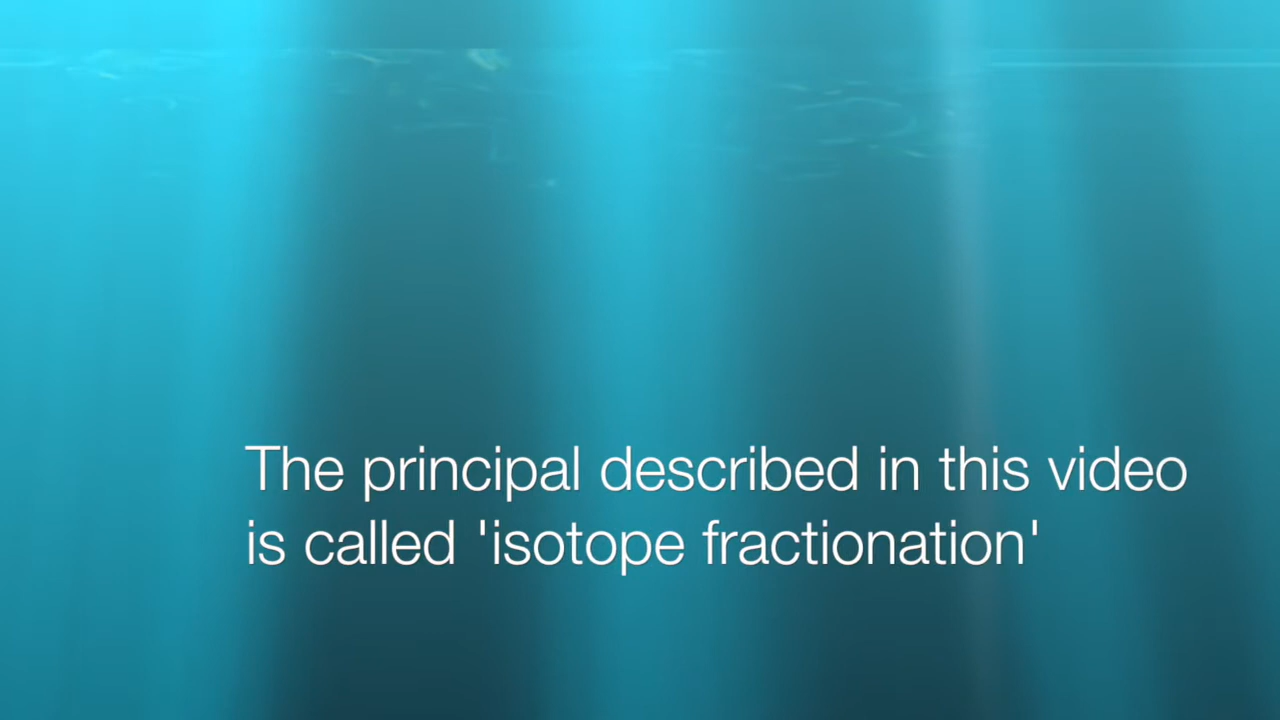 The principal described in this video
is called 'isotope fractionation'